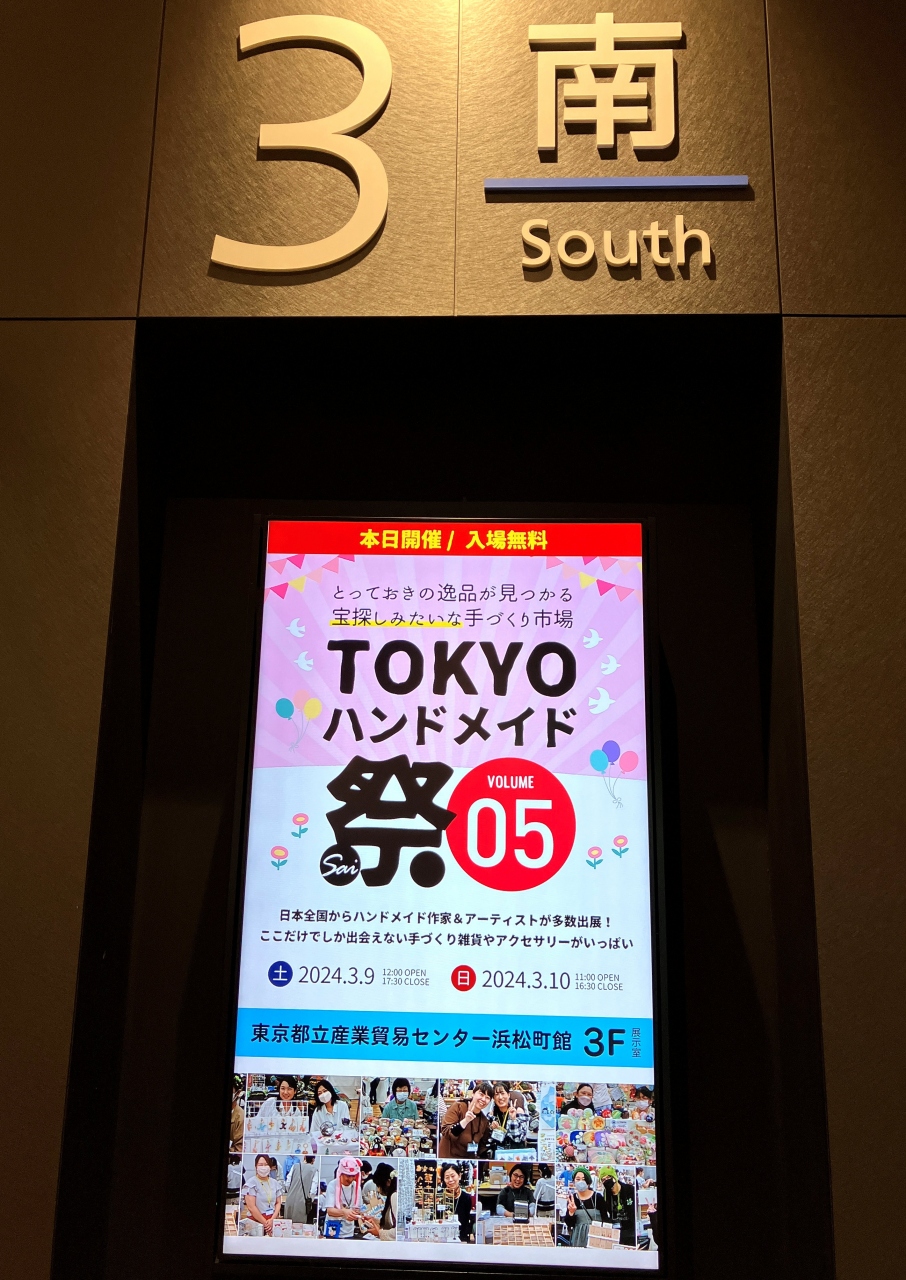 3 南
South
本日開催 / 入場無料
とっておきの逸品が見つかる
宝探しみたいな手づくり市場
TOKYO
ハンドメイド
祭
Sai
VOLUME
05
日本全国からハンドメイド作家＆アーティストが多数出展！
ここだけでしか出会えない手づくり雑貨やアクセサリーがいっぱい
土 2024.3.9 12:00 OPEN
17:30 CLOSE
日 2024.3.10 11:00 OPEN
16:30 CLOSE
東京都立産業貿易センター浜松町館 3F 展示室